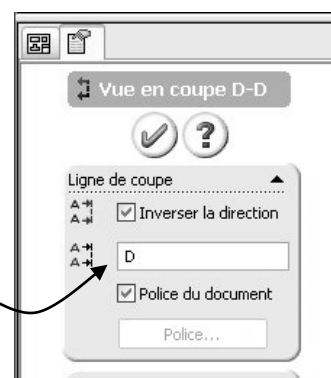 Vue en coupe D-D
Ligne de coupe
Inverser la direction
D
Police du document
Police...